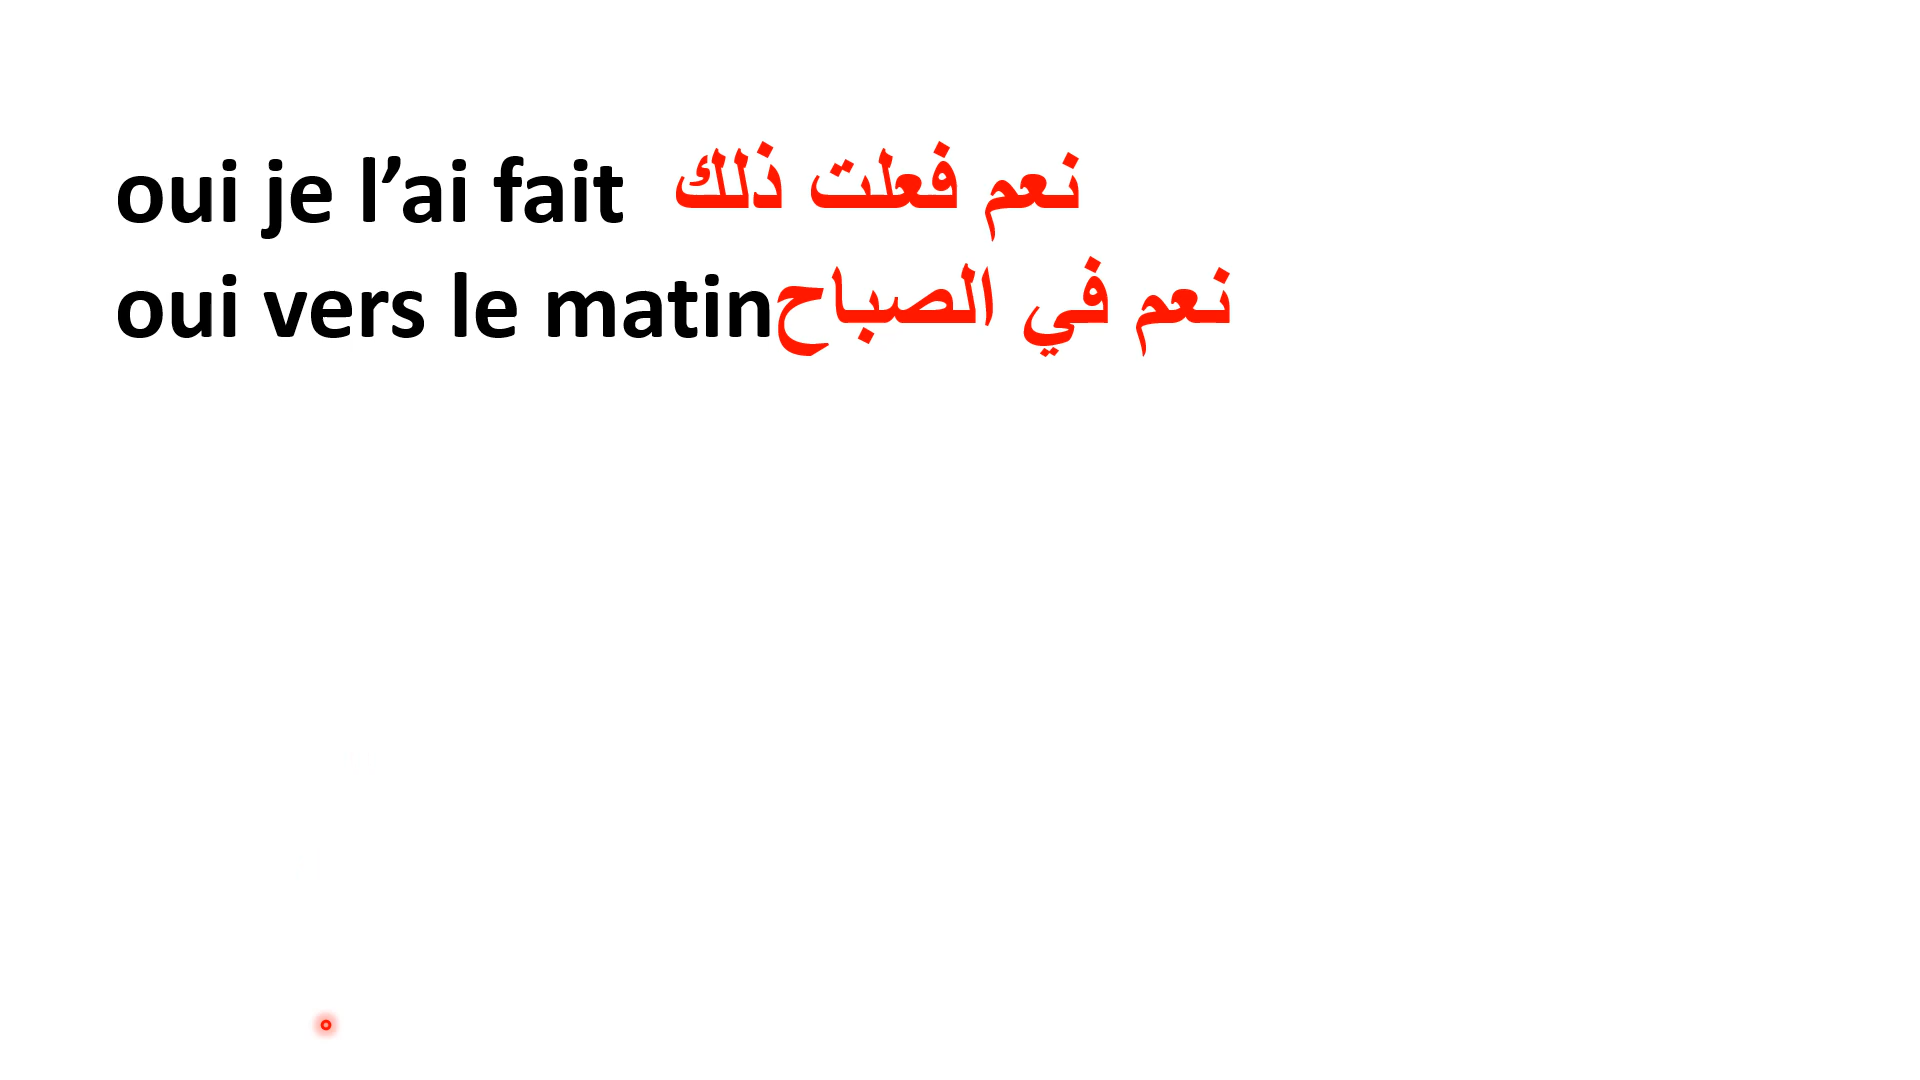 oui je l’ai fait نعم فعلت ذلك
oui vers le matin نعم في الصباح